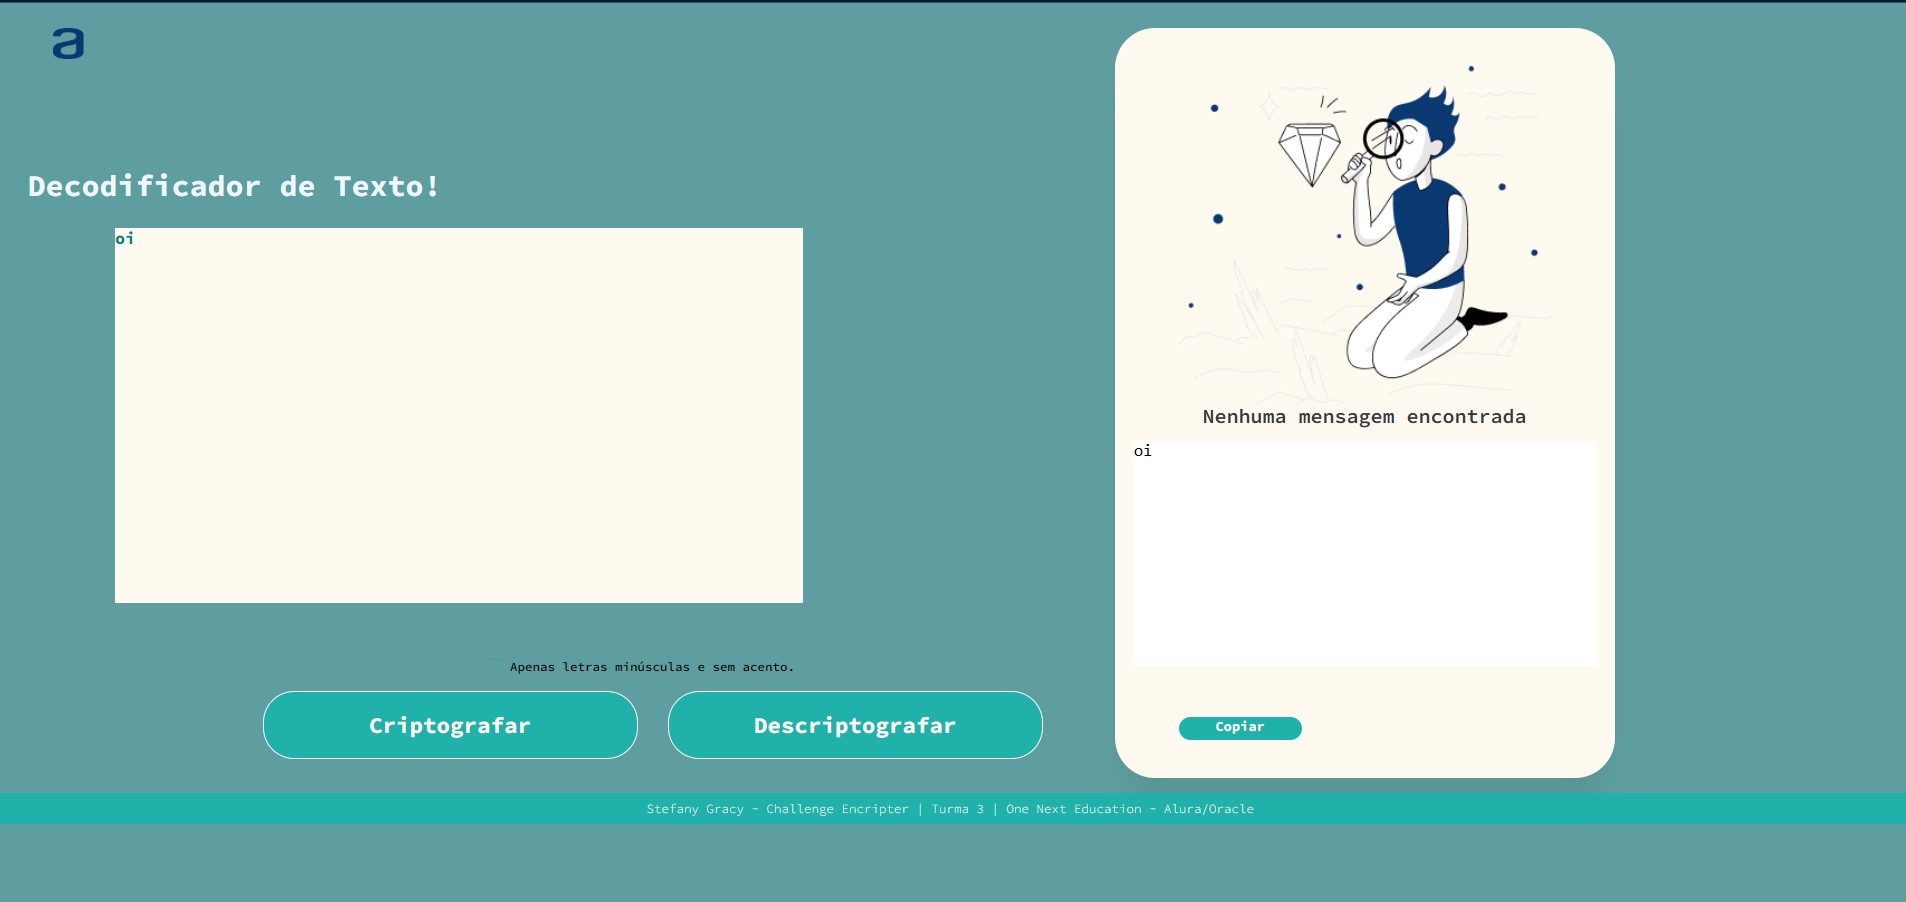 a
Decodificador de Texto!
oi
Apenas letras minúsculas e sem acento.
Criptografar
Descriptografar
Nenhuma mensagem encontrada
oi
Copiar
Stefany Gracy ~ Challenge Encripter | Turma 3 | One Next Education ~ Alura/Oracle